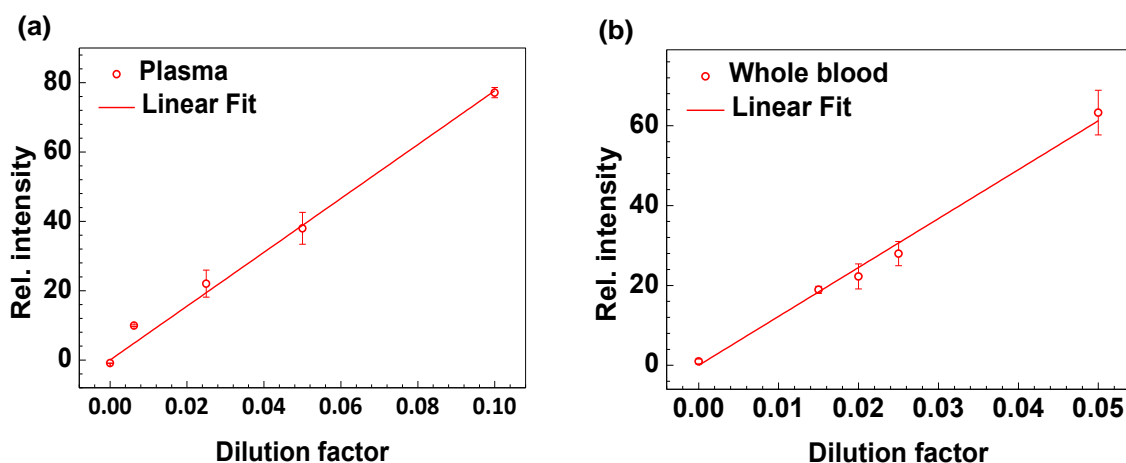 (a)
Plasma
Linear Fit
Rel. intensity
80
60
40
20
0
0.00 0.02 0.04 0.06 0.08 0.10
Dilution factor
(b)
Whole blood
Linear Fit
Rel. intensity
60
40
20
0
0.00 0.01 0.02 0.03 0.04 0.05
Dilution factor